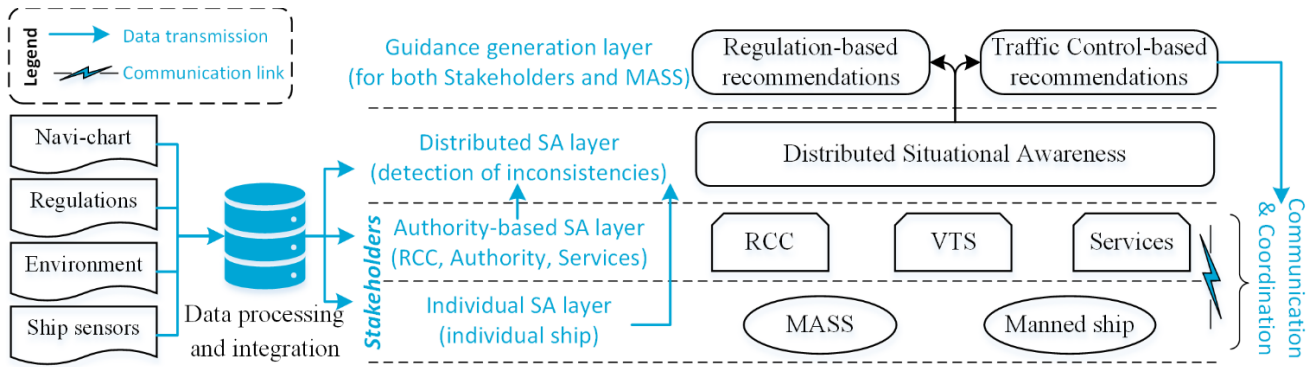 Legend
Data transmission
Communication link
Navi-chart
Regulations
Environment
Ship sensors
Data processing
and integration
Guidance generation layer
(for both Stakeholders and MASS)
Regulation-based
recommendations
Traffic Control-based
recommendations
Distributed SA layer
(detection of inconsistencies)
Distributed Situational Awareness
Stakeholders
Authority-based SA layer
(RCC, Authority, Services)
RCC
VTS
Services
Individual SA layer
(individual ship)
MASS
Manned ship
Communication
& Coordination